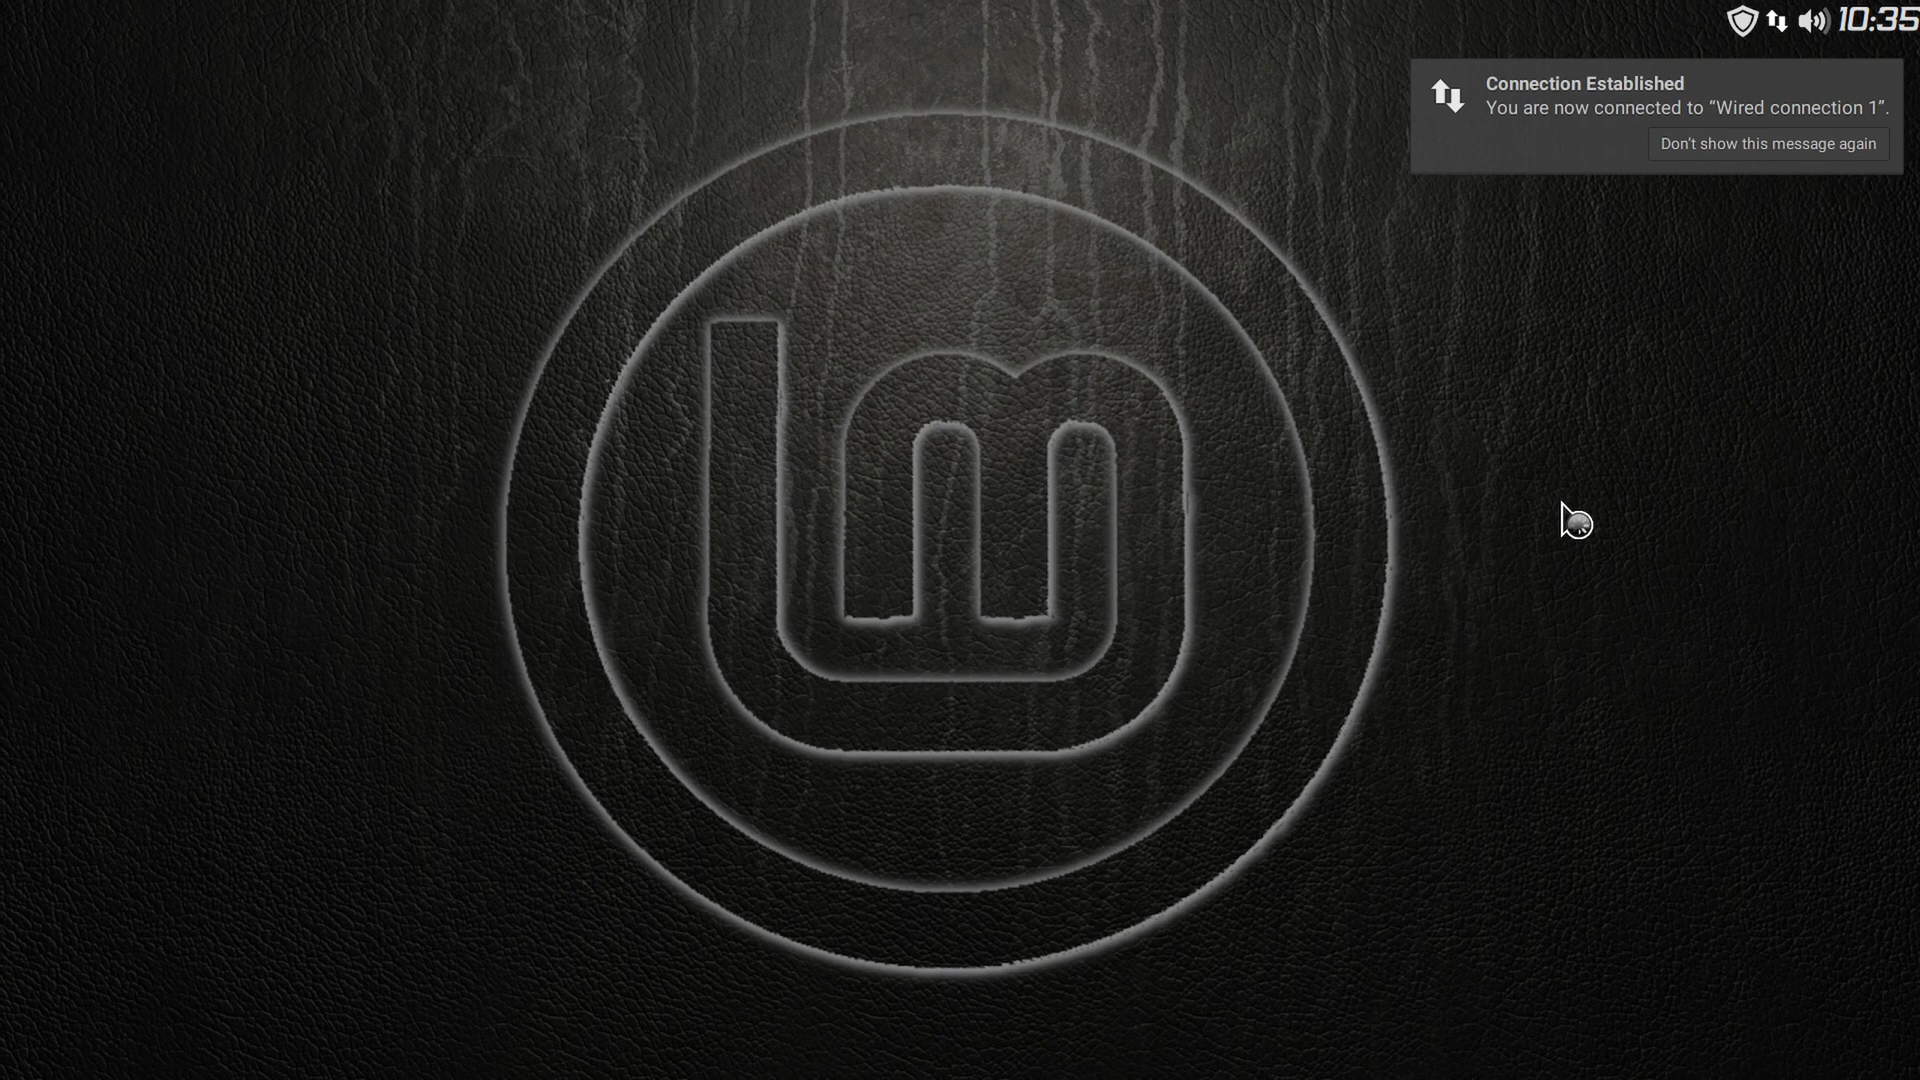 10:35
Connection Established
You are now connected to “Wired connection 1”.
Don't show this message again